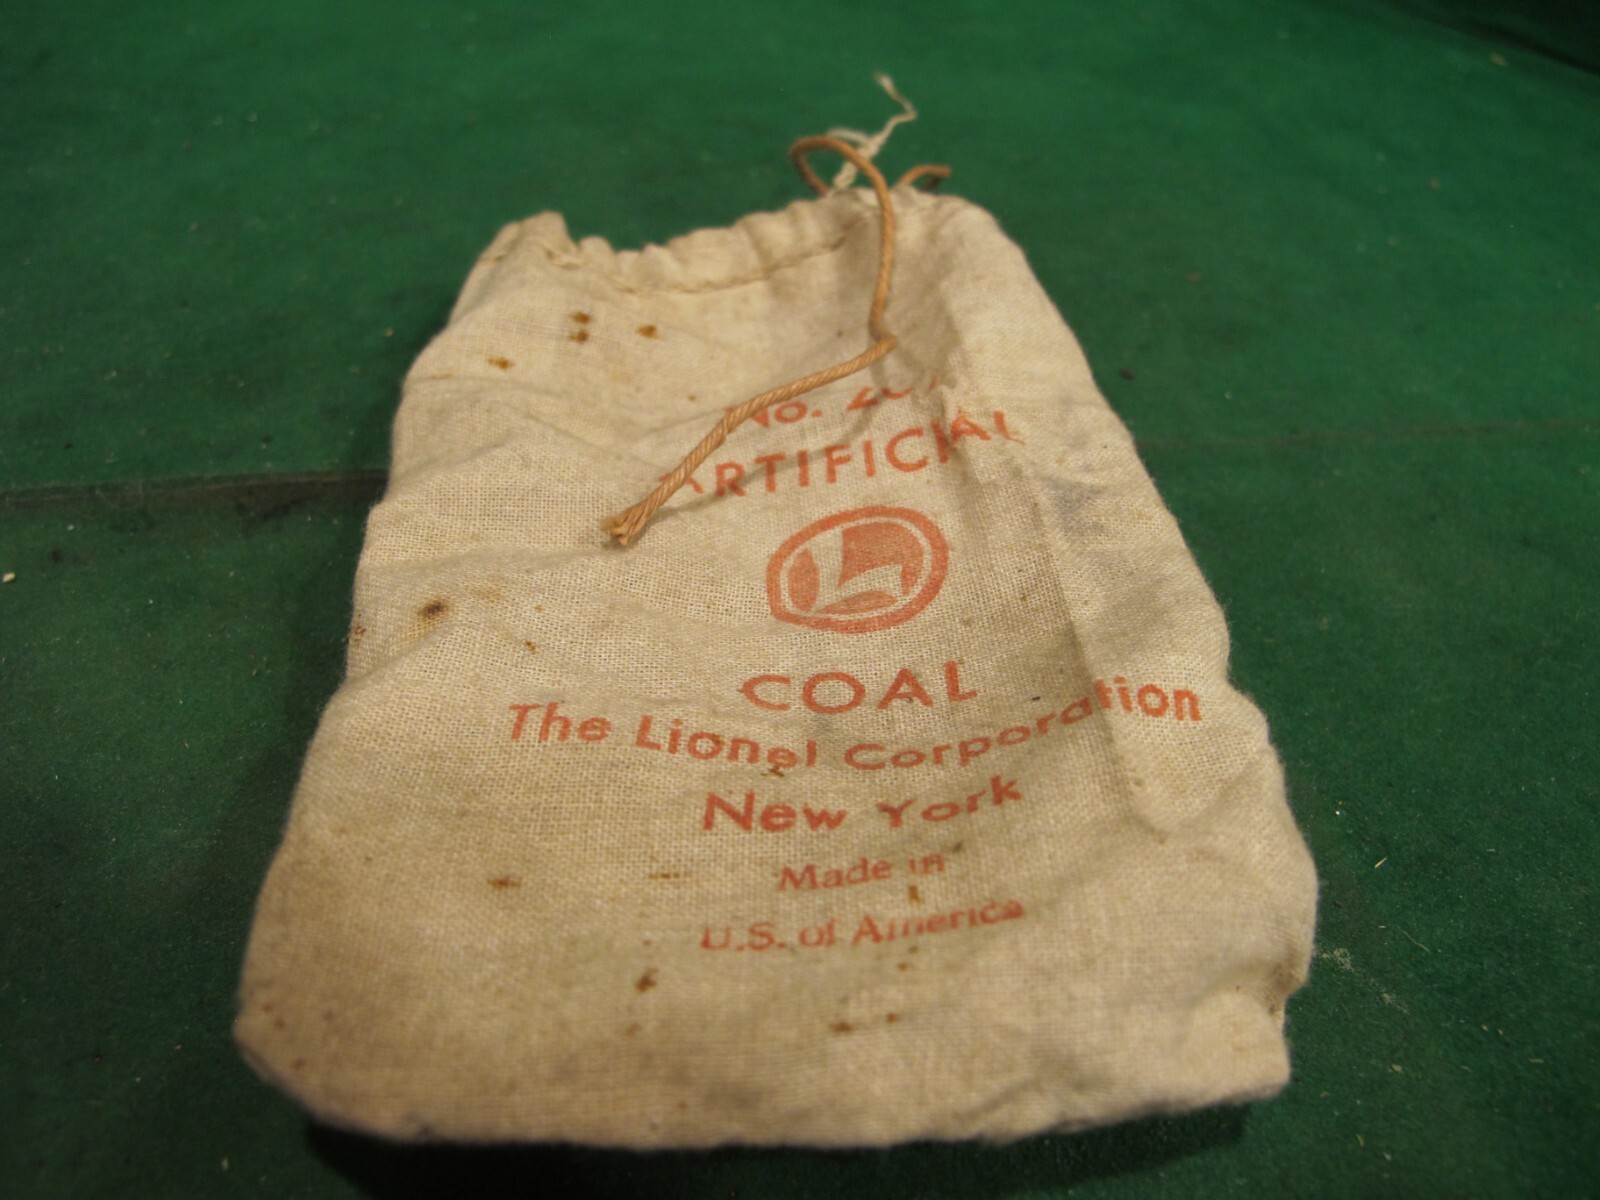 No.
ARTIFICIAL
L
COAL
The Lionel Corporation
New York
Made in
U.S. of America